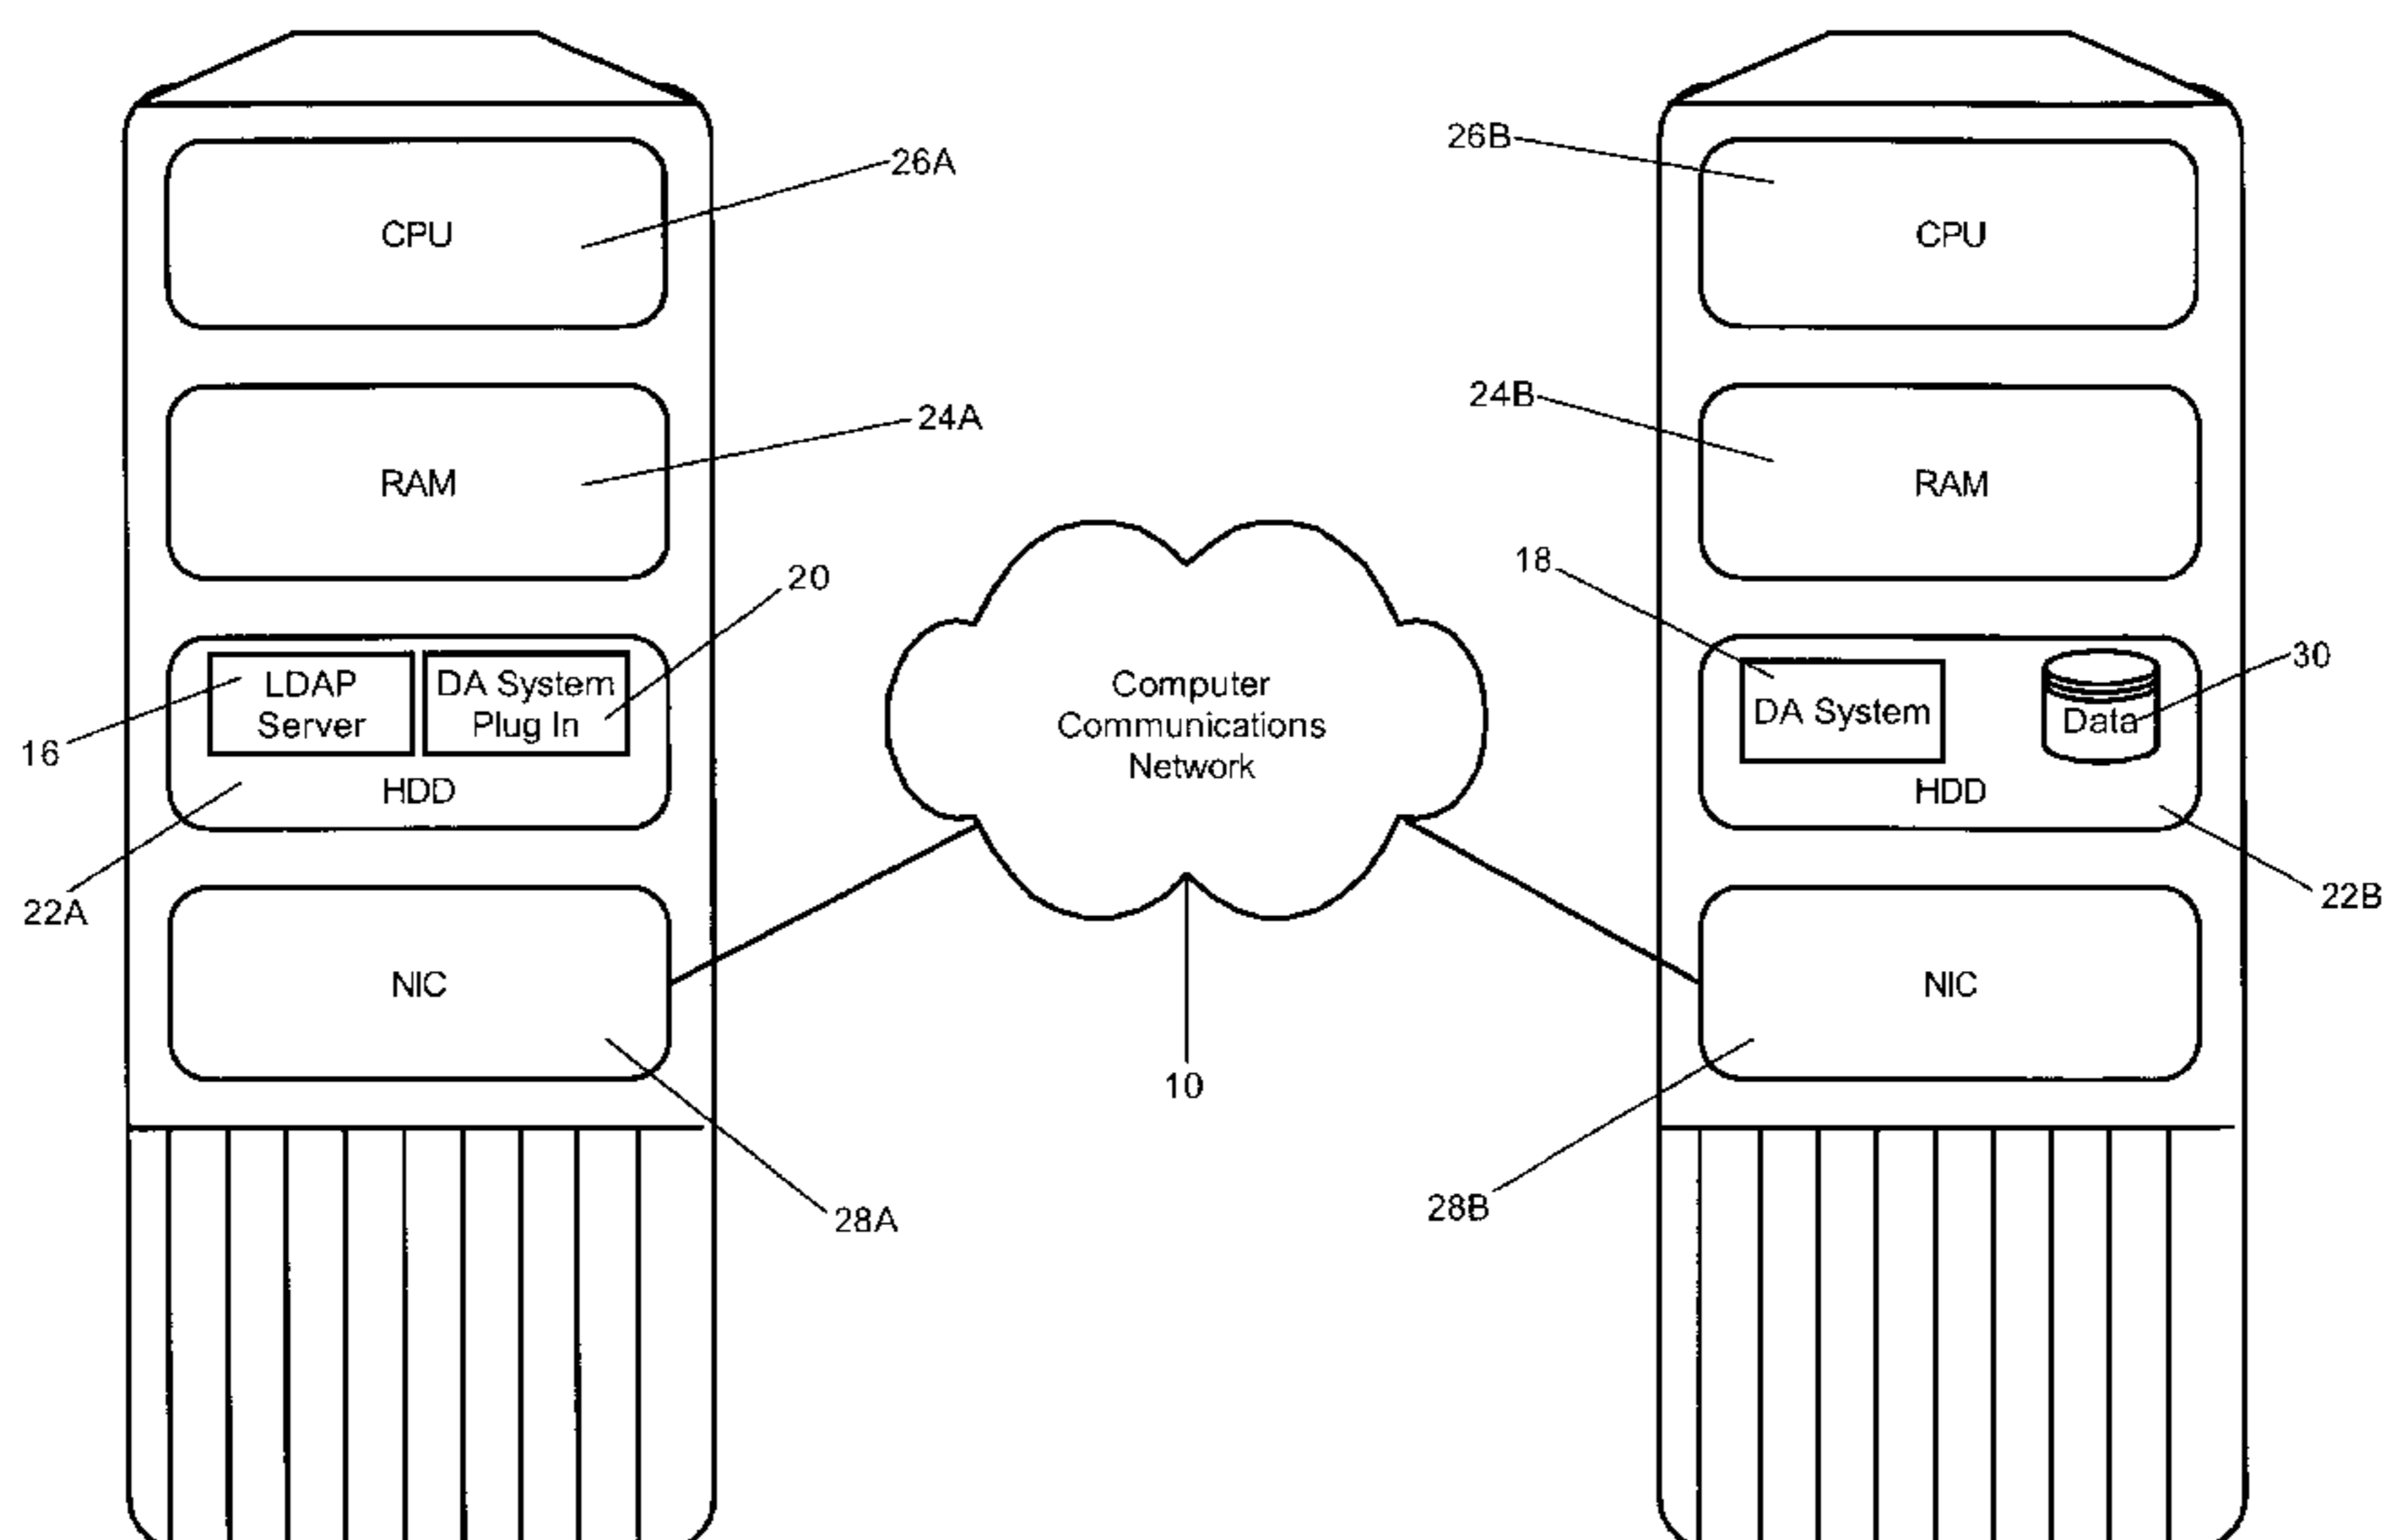 26A
CPU
24A
RAM
20
LDAP
Server
DA System
Plug In
16
HDD
22A
NIC
28A
Computer
Communications
Network
10
26B
CPU
24B
RAM
18
DA System
Data
30
HDD
22B
NIC
28B